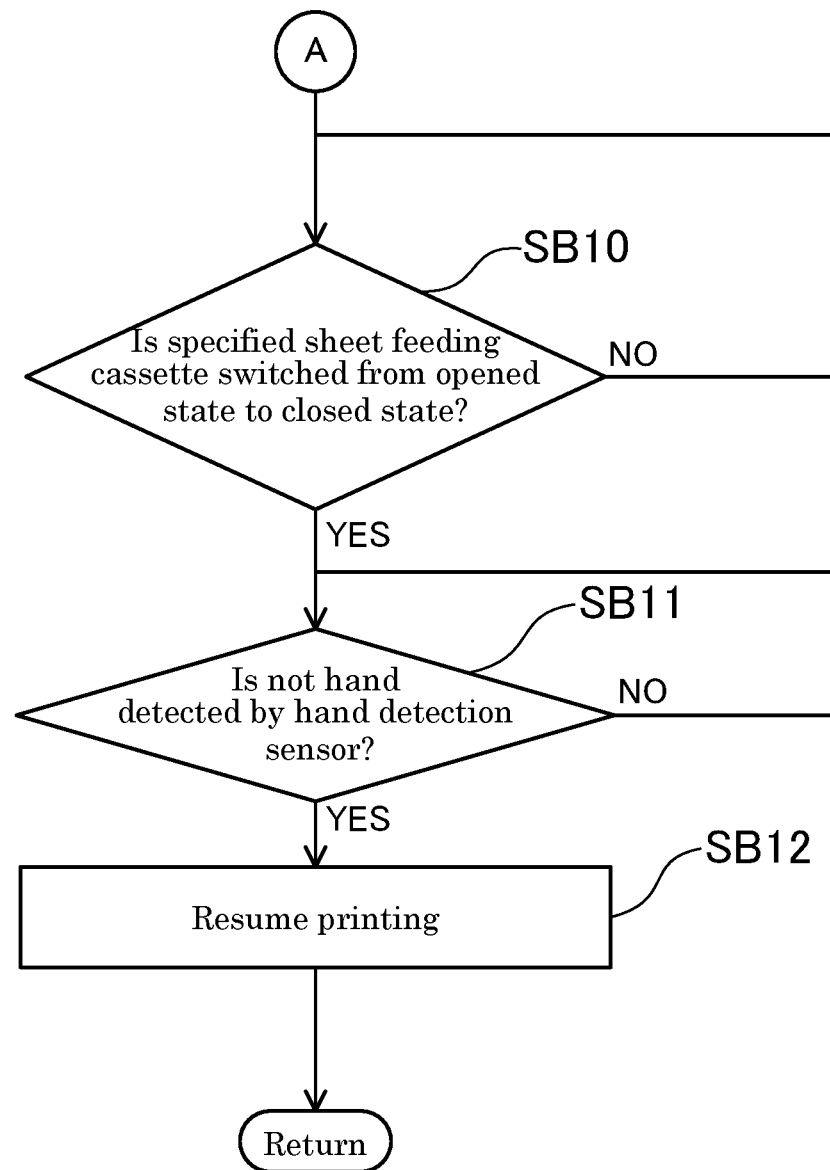 A
SB10
Is specified sheet feeding
cassette switched from opened
state to closed state?
NO
YES
SB11
Is not hand
detected by hand detection
sensor?
NO
YES
SB12
Resume printing
Return